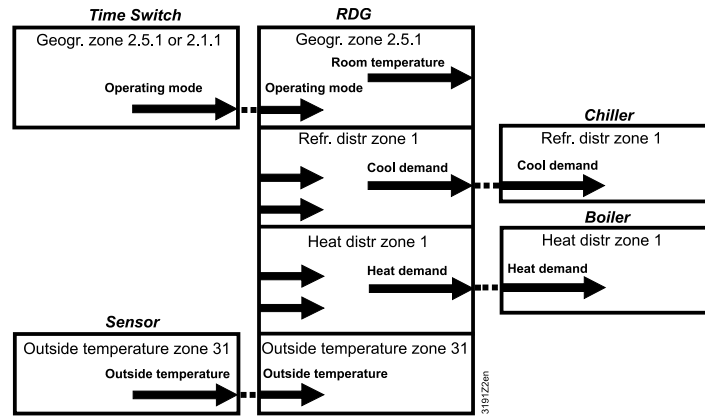 Time Switch
Geogr. zone 2.5.1 or 2.1.1
Operating mode
RDG
Geogr. zone 2.5.1
Room temperature
Operating mode
Refr. distr zone 1
Cool demand
Chiller
Refr. distr zone 1
Cool demand
Heat distr zone 1
Heat demand
Boiler
Heat distr zone 1
Heat demand
Sensor
Outside temperature zone 31
Outside temperature
Outside temperature zone 31
Outside temperature
3191Z2en